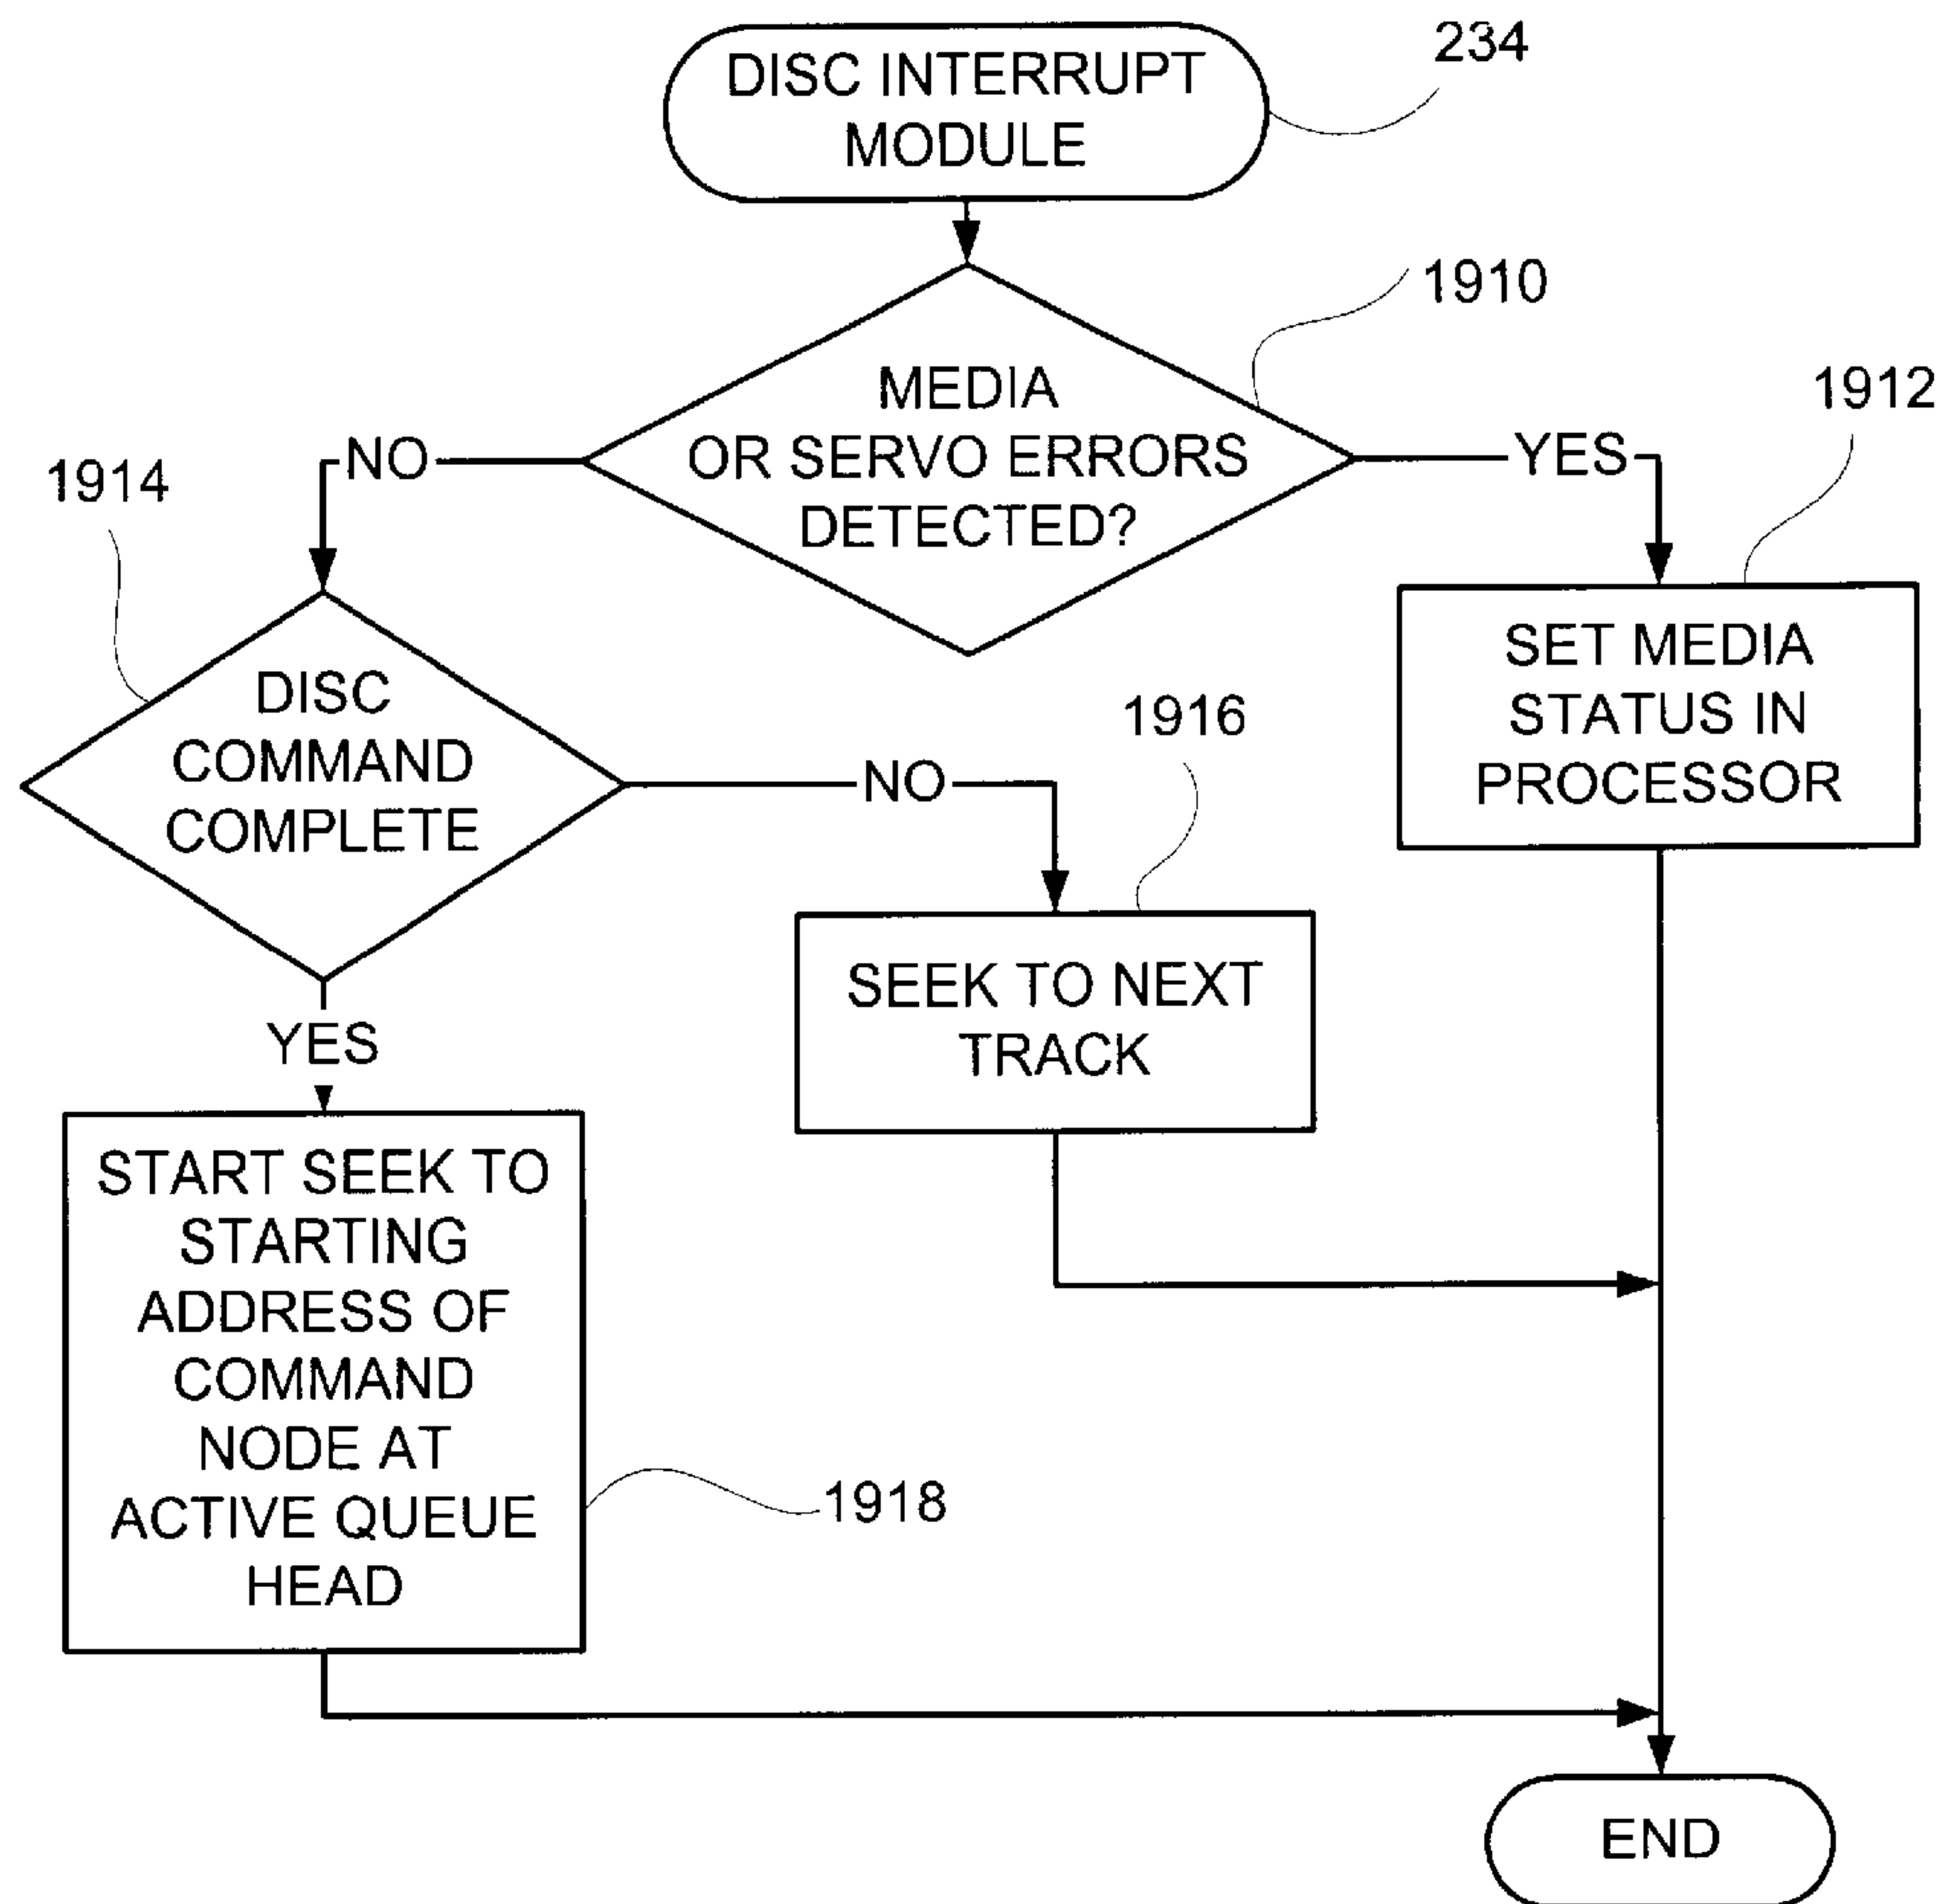 DISC INTERRUPT
MODULE
234
MEDIA
OR SERVO ERRORS
DETECTED?
1910
NO
YES
1912
1914
SET MEDIA
STATUS IN
PROCESSOR
DISC
COMMAND
COMPLETE
NO
1916
SEEK TO NEXT
TRACK
YES
START SEEK TO
STARTING
ADDRESS OF
COMMAND
NODE AT
ACTIVE QUEUE
HEAD
1918
END